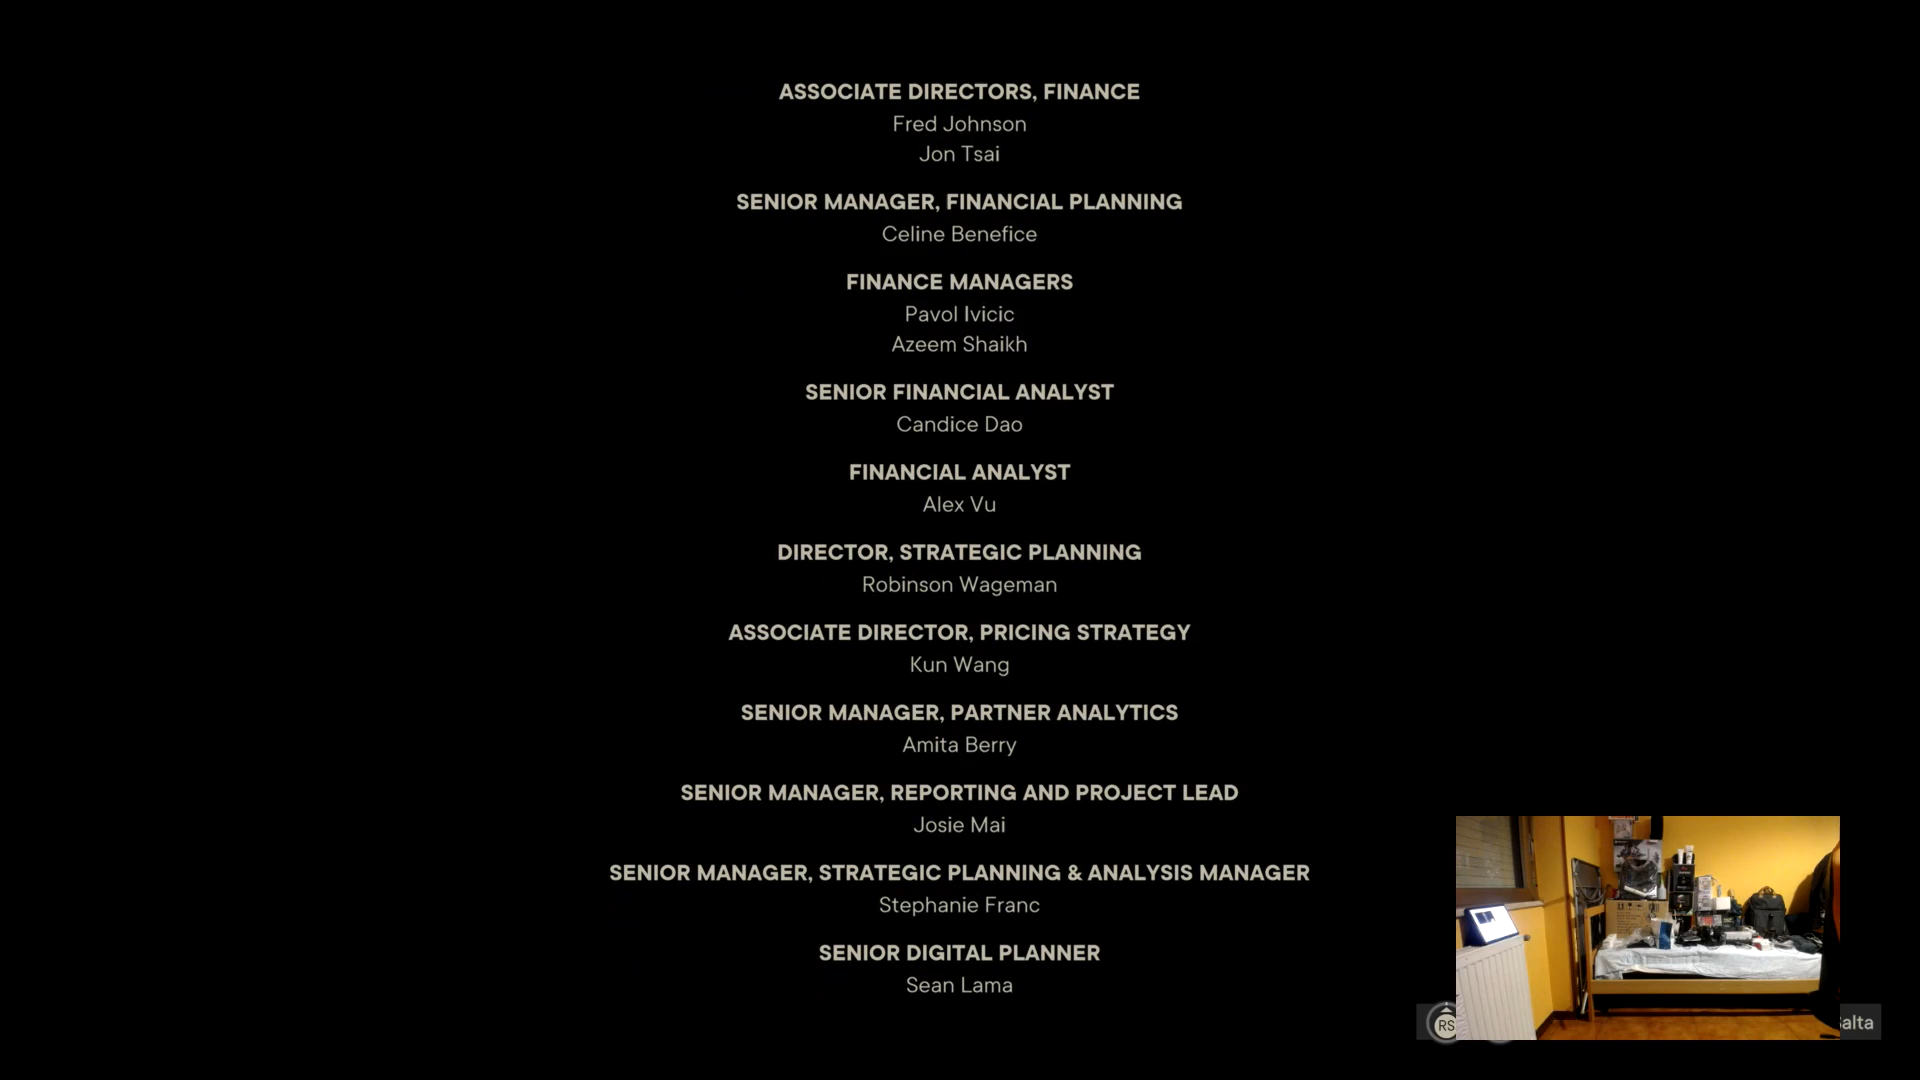 ASSOCIATE DIRECTORS, FINANCE
Fred Johnson
Jon Tsai
SENIOR MANAGER, FINANCIAL PLANNING
Celine Benefice
FINANCE MANAGERS
Pavol Ivicic
Azeem Shaikh
SENIOR FINANCIAL ANALYST
Candice Dao
FINANCIAL ANALYST
Alex Vu
DIRECTOR, STRATEGIC PLANNING
Robinson Wageman
ASSOCIATE DIRECTOR, PRICING STRATEGY
Kun Wang
SENIOR MANAGER, PARTNER ANALYTICS
Amita Berry
SENIOR MANAGER, REPORTING AND PROJECT LEAD
Josie Mai
SENIOR MANAGER, STRATEGIC PLANNING & ANALYSIS MANAGER
Stephanie Franc
SENIOR DIGITAL PLANNER
Sean Lama
RS